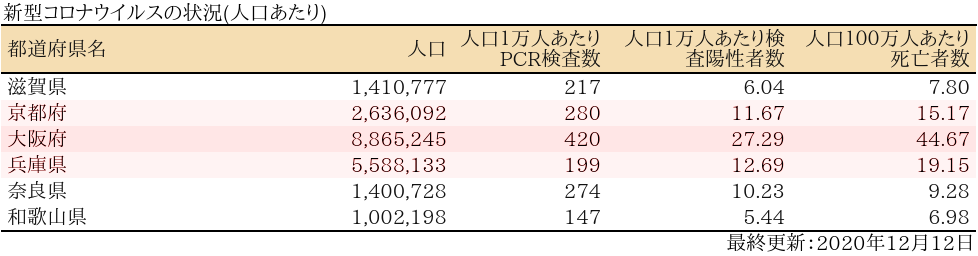 新型コロナウイルスの状況(人口あたり)
都道府県名 人口 人口1万人あたりPCR検査数 人口1万人あたり検査陽性者数 人口100万人あたり死亡者数
滋賀県 1,410,777 217 6.04 7.80
京都府 2,636,092 280 11.67 15.17
大阪府 8,865,245 420 27.29 44.67
兵庫県 5,588,133 199 12.69 19.15
奈良県 1,400,728 274 10.23 9.28
和歌山県 1,002,198 147 5.44 6.98
最終更新：2020年12月12日